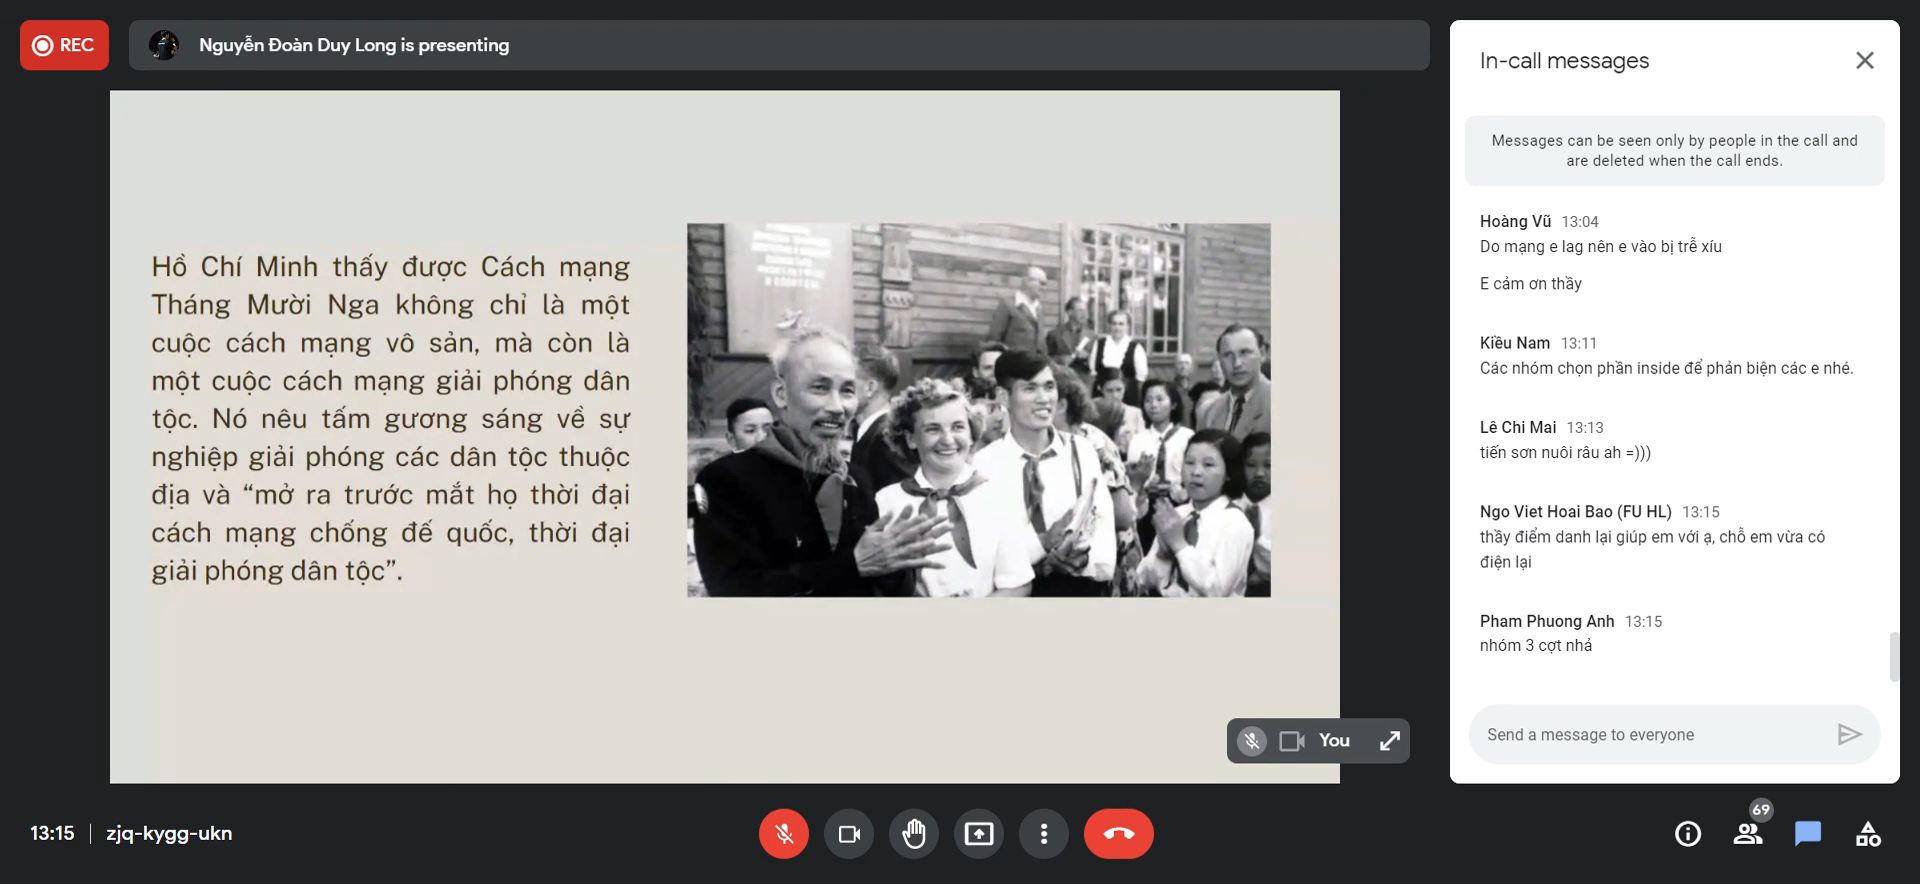 REC
Nguyễn Đoàn Duy Long is presenting
Hồ Chí Minh thấy được Cách mạng
Tháng Mười Nga không chỉ là một
cuộc cách mạng vô sản, mà còn là
một cuộc cách mạng giải phóng dân
tộc. Nó nêu tấm gương sáng về sự
nghiệp giải phóng các dân tộc thuộc
địa và “mở ra trước mắt họ thời đại
cách mạng chống đế quốc, thời đại
giải phóng dân tộc”.
You
In-call messages
Messages can be seen only by people in the call and
are deleted when the call ends.
Hoàng Vũ 13:04
Do mạng e lag nên e vào bị trễ xíu
E cảm ơn thầy
Kiều Nam 13:11
Các nhóm chọn phần inside để phản biện các e nhé.
Lê Chi Mai 13:13
tiến sơn nuôi râu ah =)))
Ngo Viet Hoai Bao (FU HL) 13:15
thầy điểm danh lại giúp em với ạ, chỗ em vừa có
điện lại
Pham Phuong Anh 13:15
nhóm 3 cợt nhả
Send a message to everyone
13:15 | zjq-kygg-ukn
69